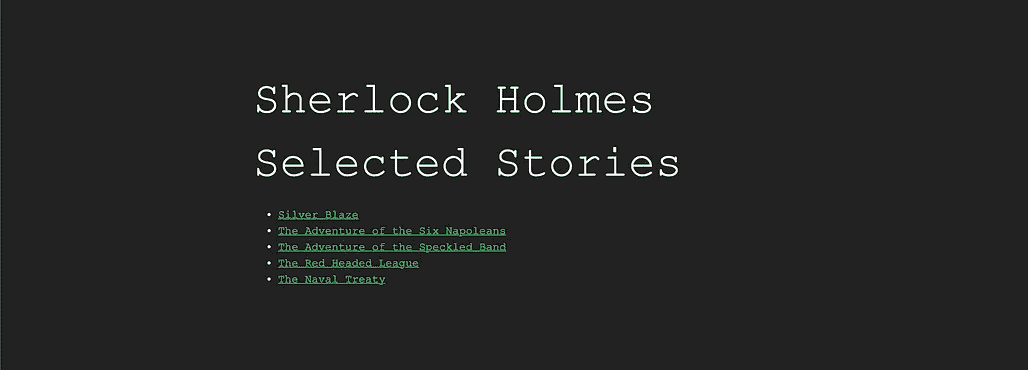 Sherlock Holmes
Selected Stories
• Silver Blaze
• The Adventure of the Six Napoleans
• The Adventure of the Speckled Band
• The Red Headed League
• The Naval Treaty